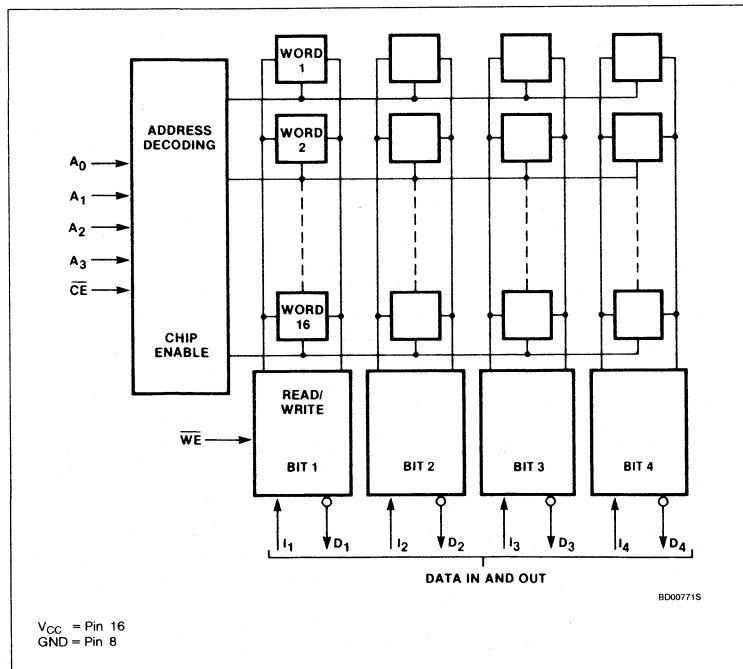 WORD
1
ADDRESS
DECODING
WORD
2
A0
A1
A2
A3
CE
WORD
16
CHIP
ENABLE
READ/
WRITE
WE
BIT 1
BIT 2
BIT 3
BIT 4
I1 D1 I2 D2 I3 D3 I4 D4
DATA IN AND OUT
BD00771S
VCC = Pin 16
GND = Pin 8